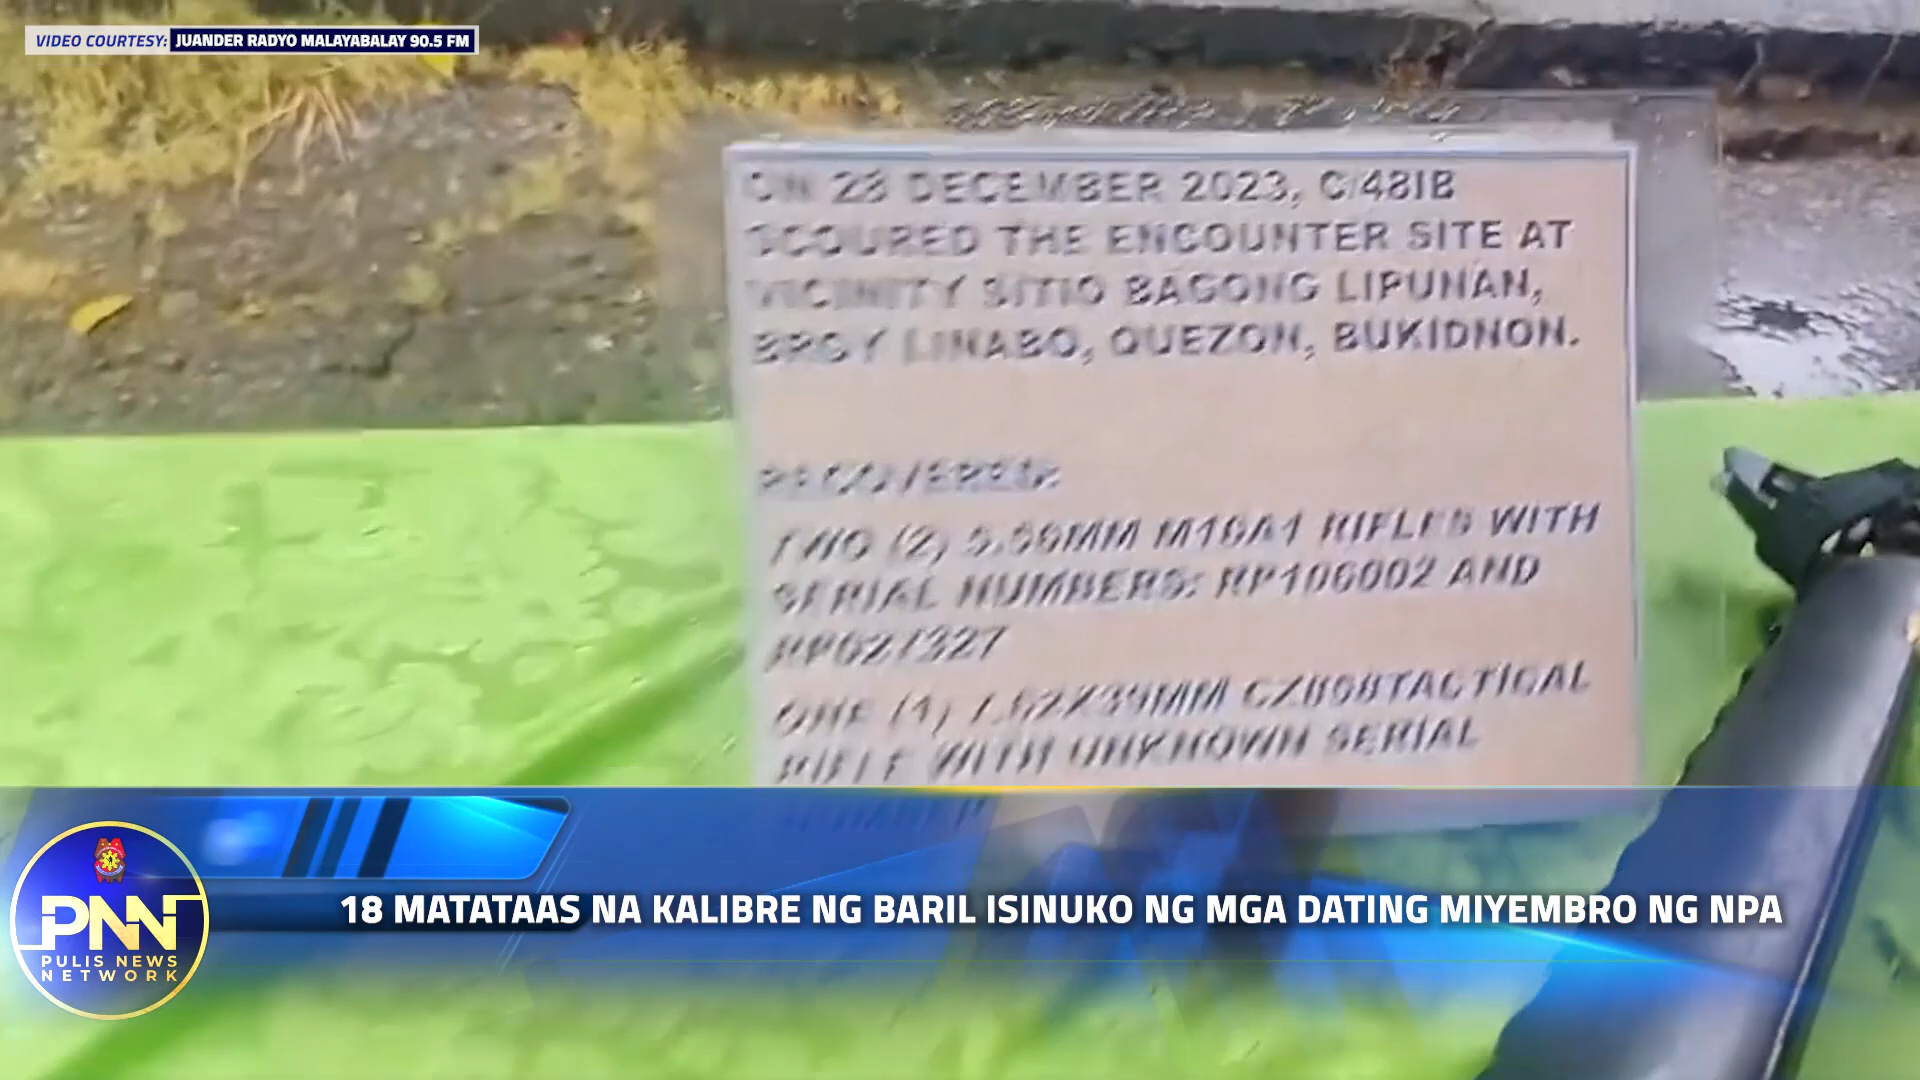 VIDEO COURTESY: JUANDER RADYO MALAYABALAY 90.5 FM
ON 23 DECEMBER 2023, C/48IB
SCOURED THE ENCOUNTER SITE AT
VICINITY SITIO BAGONG LIPUNAN,
BRGY LINABO, QUEZON, BUKIDNON.
RECOVERED:
TWO (2) 5.56MM M16A1 RIFLES WITH
SERIAL NUMBERS: RP106002 AND
RP027327
ONE (1) 7.62X39MM TACTICAL
RIFLE WITH UNKNOWN SERIAL
18 MATATAAS NA KALIBRE NG BARIL ISINUKO NG MGA DATING MIYEMBRO NG NPA
PNN
PULIS NEWS
NETWORK